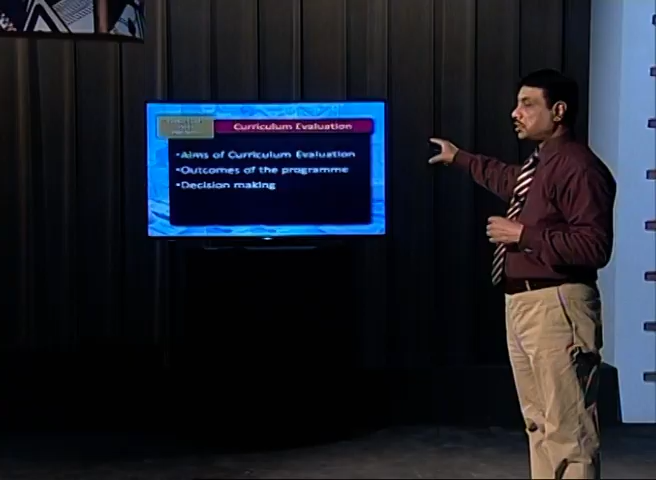 Curriculum Evaluation
•Aims of Curriculum Evaluation
•Outcomes of the programme
•Decision making